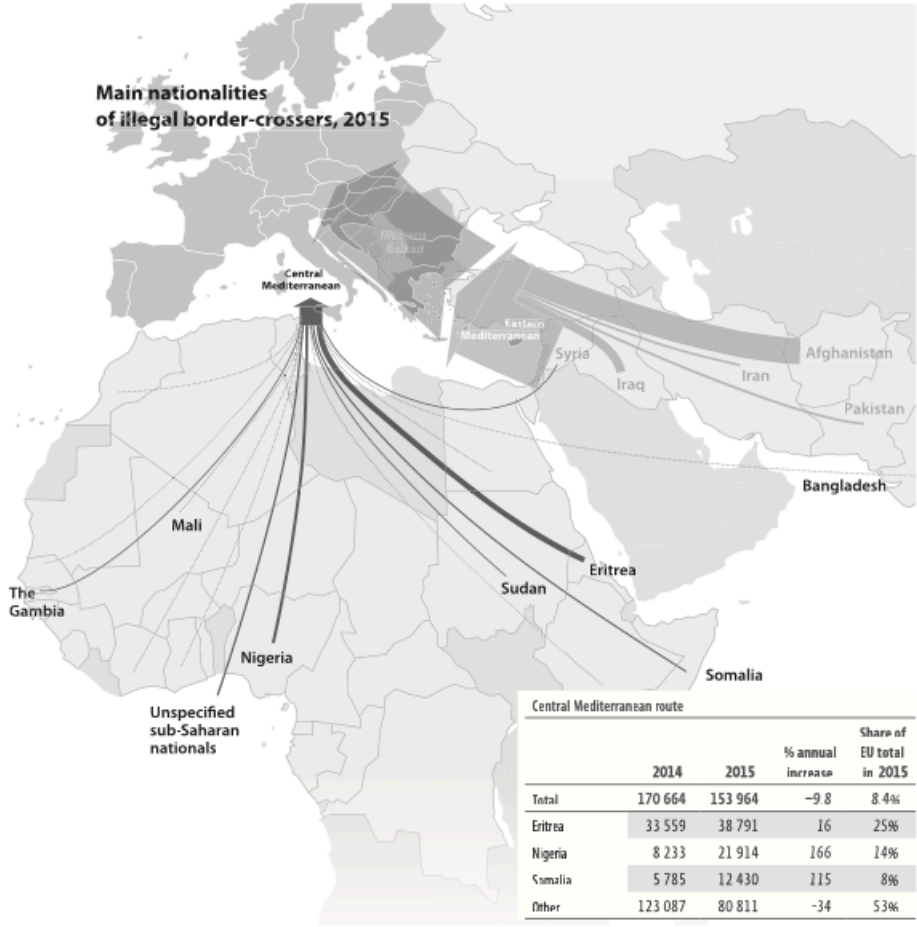 Main nationalities
of illegal border-crossers, 2015
Western
Balkan
Central
Mediterranean
Eastern
Mediterranean
Syria
Afghanistan
Iran
Iraq
Pakistan
Bangladesh
Mali
Eritrea
Sudan
The
Gambia
Nigeria
Somalia
Unspecified
sub-Saharan
nationals
Central Mediterranean route
2014 2015 % annual increase Share of EU total in 2015
Total 170 664 153 964 −9.8 8.4%
Eritrea 33 559 38 791 16 25%
Nigeria 8 233 21 914 166 14%
Somalia 5 785 12 430 115 8%
Other 123 087 80 811 -34 53%